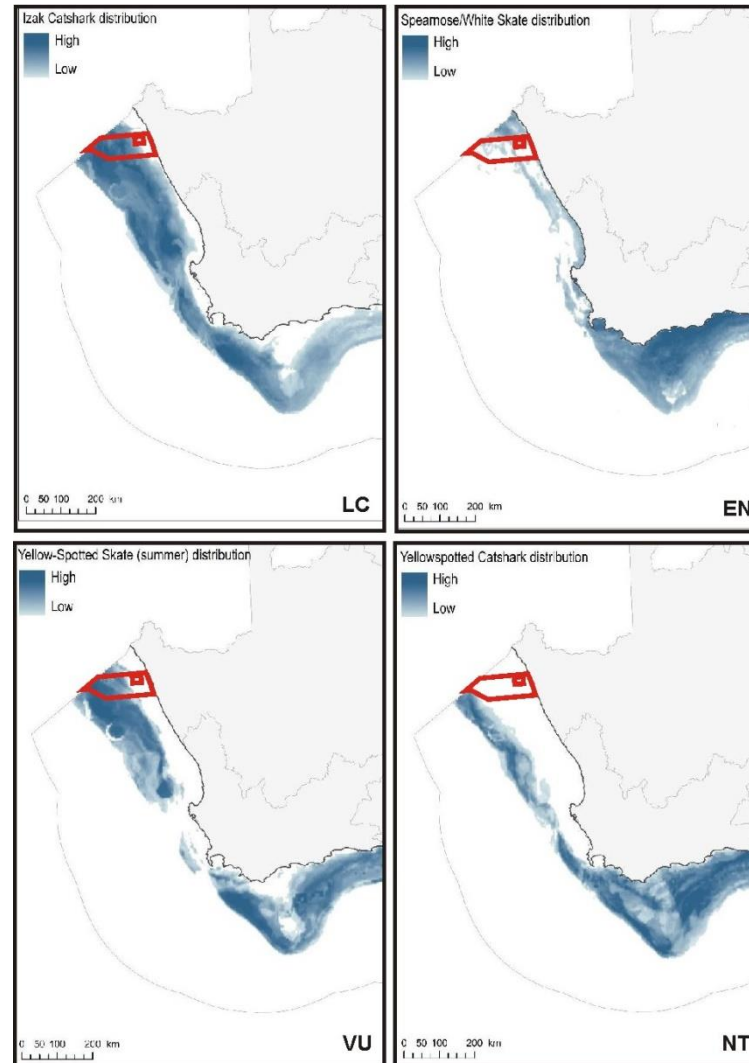 Izak Catshark distribution
High
Low
0 50 100 200 km
LC
Spearnose/White Skate distribution
High
Low
0 50 100 200 km
EN
Yellow-Spotted Skate (summer) distribution
High
Low
0 50 100 200 km
VU
Yellowspotted Catshark distribution
High
Low
0 50 100 200 km
NT